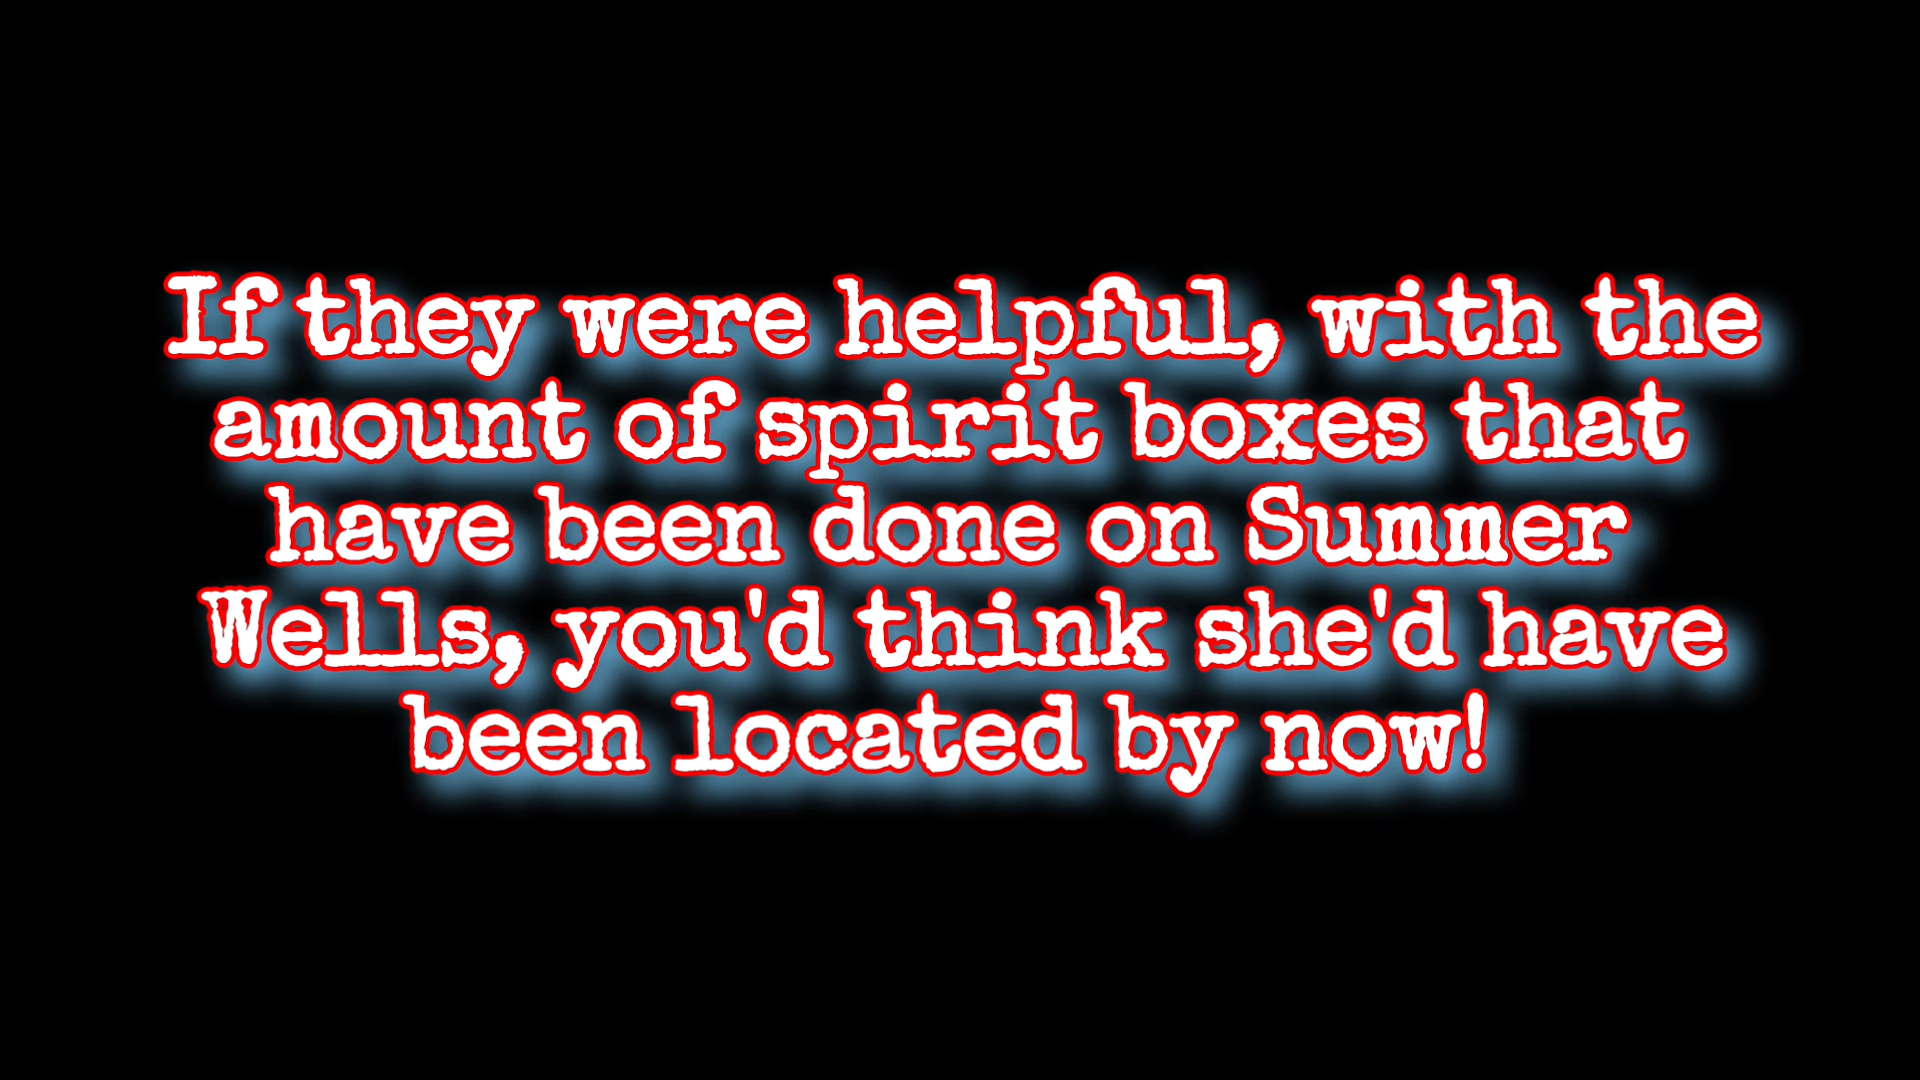 If they were helpful, with the
amount of spirit boxes that
have been done on Summer
Wells, you'd think she'd have
been located by now!